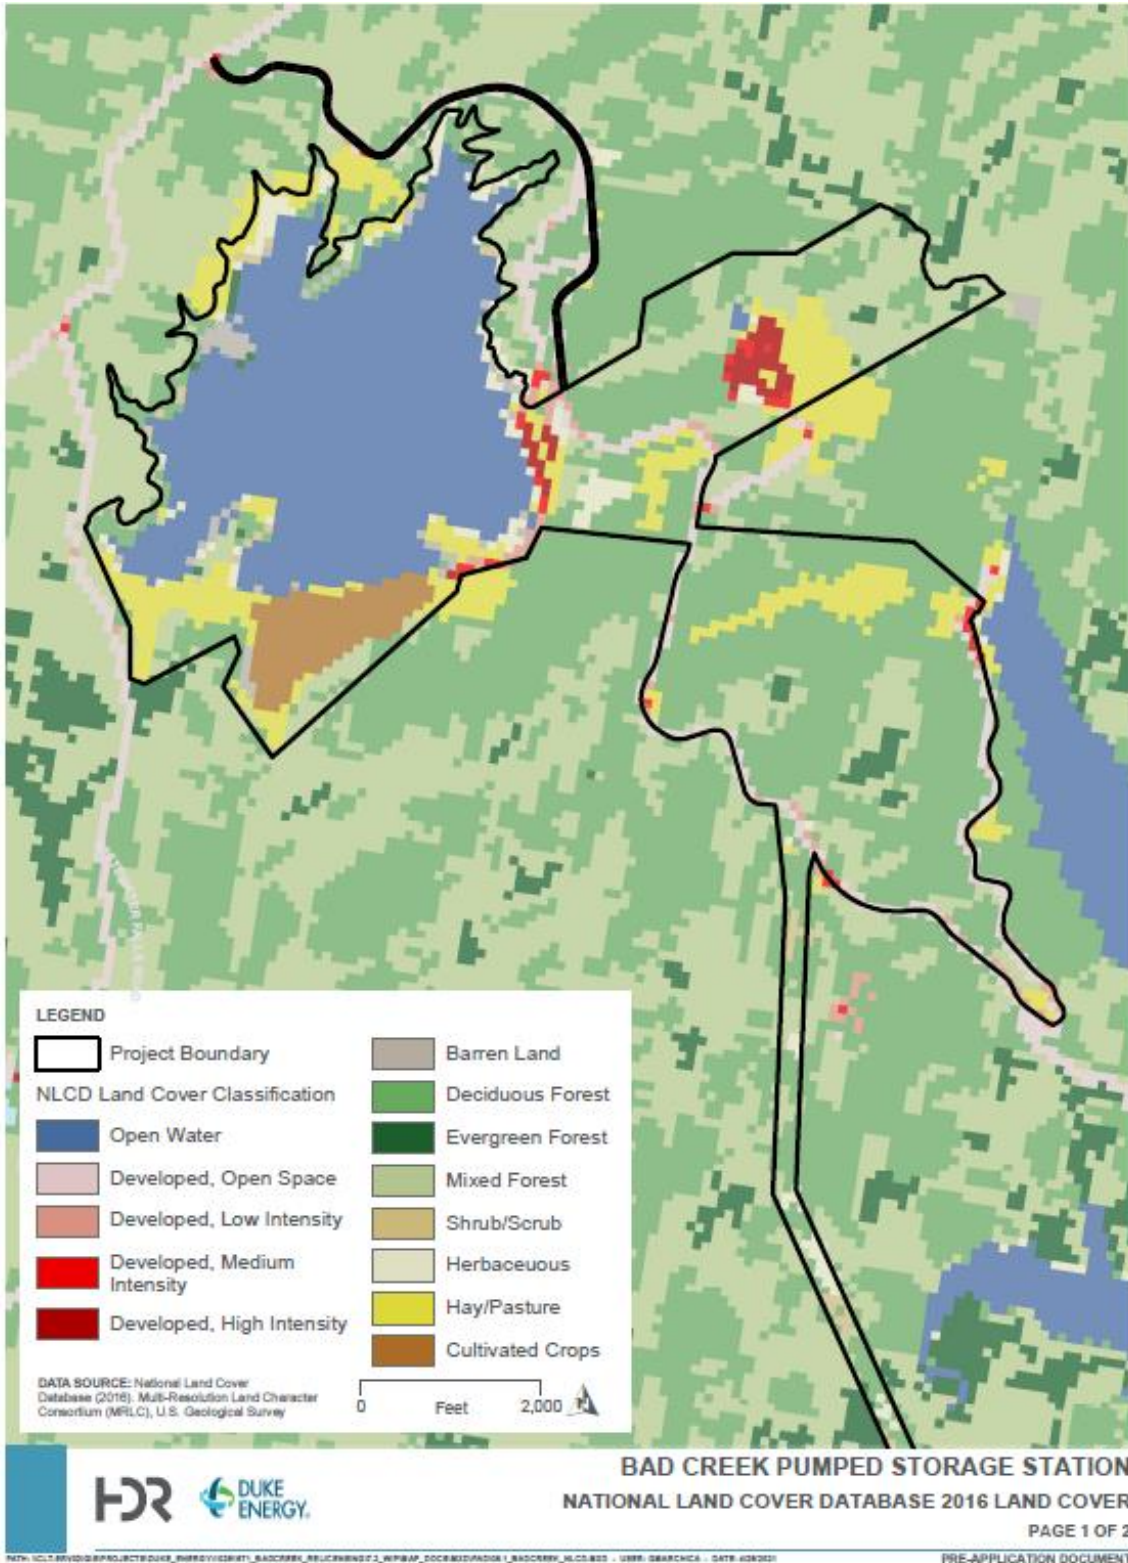 LEGEND
Project Boundary
NLCD Land Cover Classification
Open Water
Developed, Open Space
Developed, Low Intensity
Developed, Medium
Intensity
Developed, High Intensity
Barren Land
Deciduous Forest
Evergreen Forest
Mixed Forest
Shrub/Scrub
Herbaceuous
Hay/Pasture
Cultivated Crops
DATA SOURCE: National Land Cover
Database (2016). Multi-Resolution Land Character
Consortium (MRLC), U.S. Geological Survey
0 Feet 2,000
HDR
DUKE
ENERGY.
BAD CREEK PUMPED STORAGE STATION
NATIONAL LAND COVER DATABASE 2016 LAND COVER
PAGE 1 OF 2
PRE-APPLICATION DOCUMENT